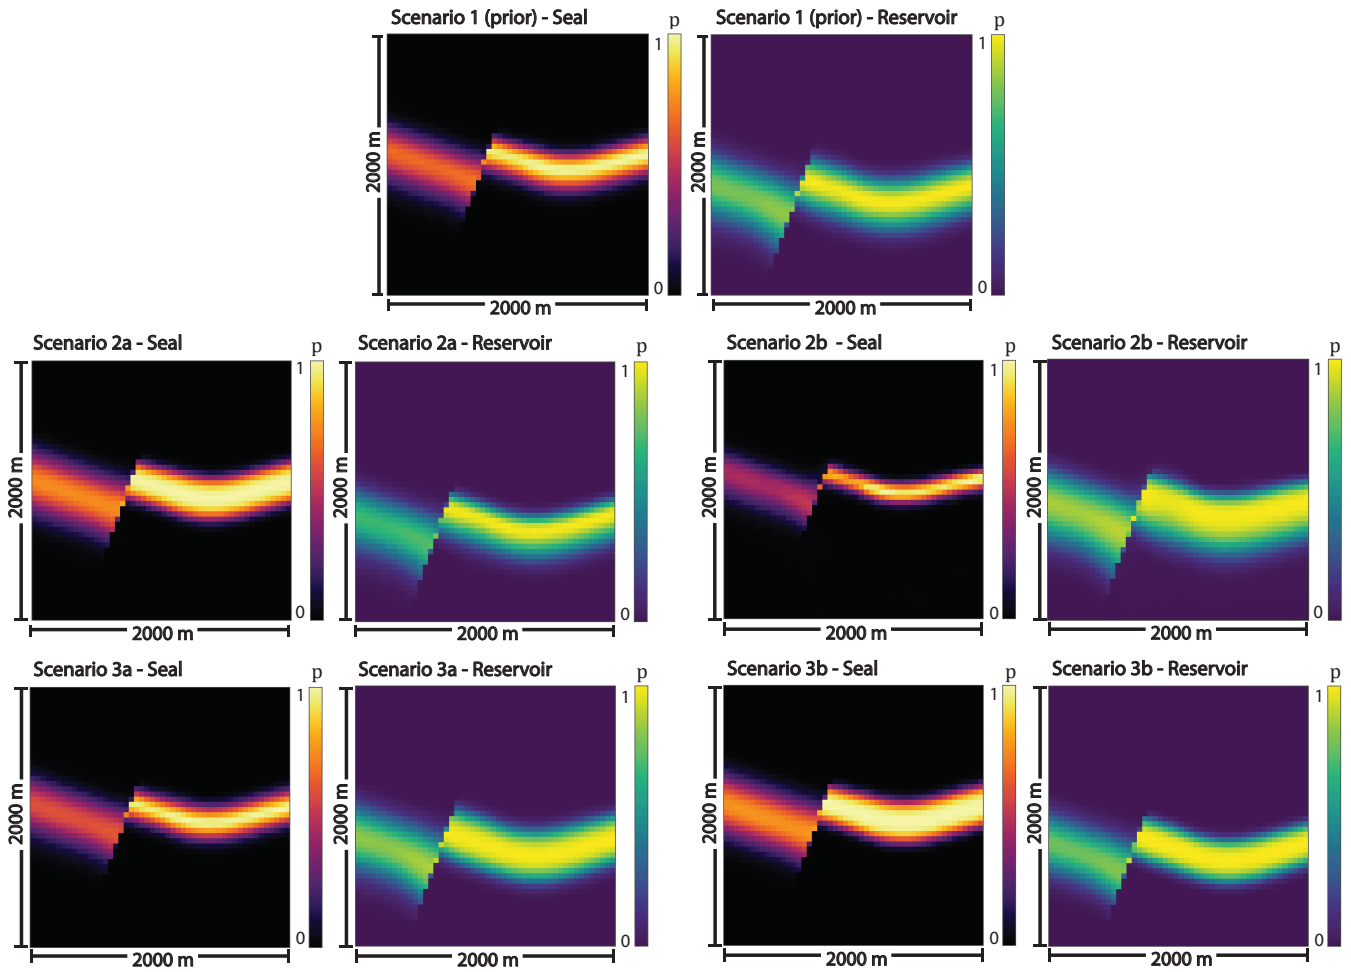 Scenario 1 (prior) - Seal
p
1
0
2000 m
2000 m
Scenario 1 (prior) - Reservoir
p
1
0
2000 m
2000 m
Scenario 2a - Seal
p
1
0
2000 m
2000 m
Scenario 2a - Reservoir
p
1
0
2000 m
2000 m
Scenario 2b - Seal
p
1
0
2000 m
2000 m
Scenario 2b - Reservoir
p
1
0
2000 m
2000 m
Scenario 3a - Seal
p
1
0
2000 m
2000 m
Scenario 3a - Reservoir
p
1
0
2000 m
2000 m
Scenario 3b - Seal
p
1
0
2000 m
2000 m
Scenario 3b - Reservoir
p
1
0
2000 m
2000 m